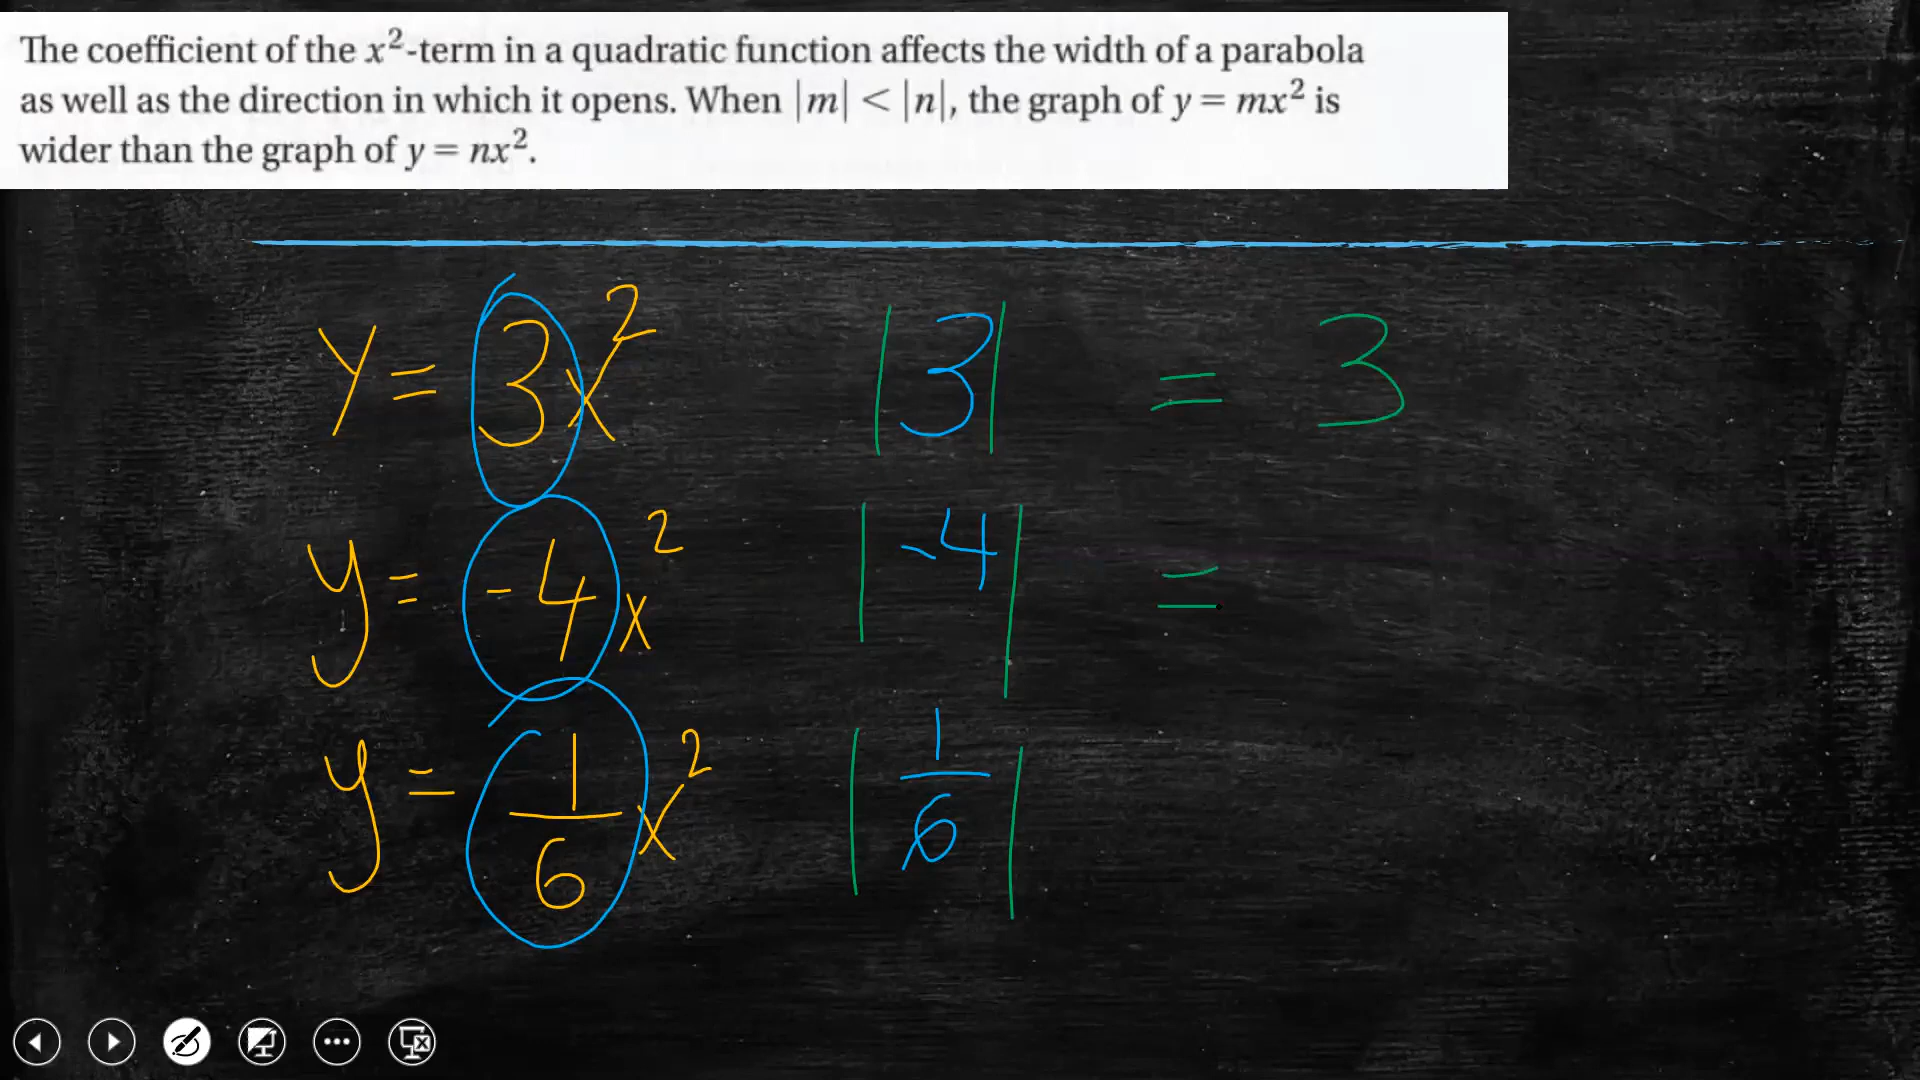 The coefficient of the x²-term in a quadratic function affects the width of a parabola
as well as the direction in which it opens. When |m| < |n|, the graph of y = mx² is
wider than the graph of y = nx².
y = 3x² |3| = 3
y = -4x² |-4| =
y = 1/6 x² |1/6|